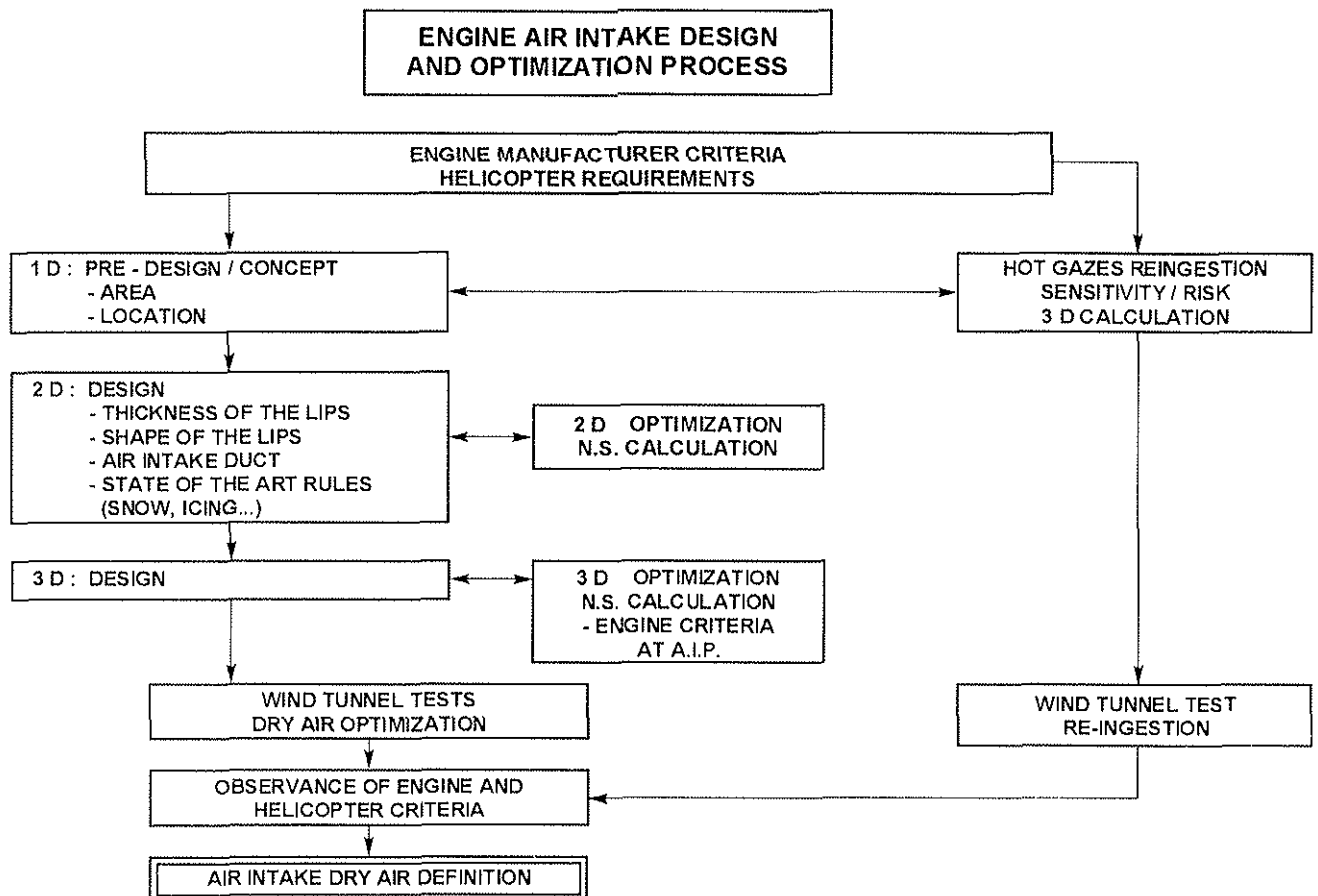 ENGINE AIR INTAKE DESIGN
AND OPTIMIZATION PROCESS
ENGINE MANUFACTURER CRITERIA
HELICOPTER REQUIREMENTS
1 D : PRE - DESIGN / CONCEPT
- AREA
- LOCATION
HOT GAZES REINGESTION
SENSITIVITY / RISK
3 D CALCULATION
2 D : DESIGN
- THICKNESS OF THE LIPS
- SHAPE OF THE LIPS
- AIR INTAKE DUCT
- STATE OF THE ART RULES
(SNOW, ICING...)
2 D OPTIMIZATION
N.S. CALCULATION
3 D : DESIGN
3 D OPTIMIZATION
N.S. CALCULATION
- ENGINE CRITERIA
AT A.I.P.
WIND TUNNEL TESTS
DRY AIR OPTIMIZATION
WIND TUNNEL TEST
RE-INGESTION
OBSERVANCE OF ENGINE AND
HELICOPTER CRITERIA
AIR INTAKE DRY AIR DEFINITION